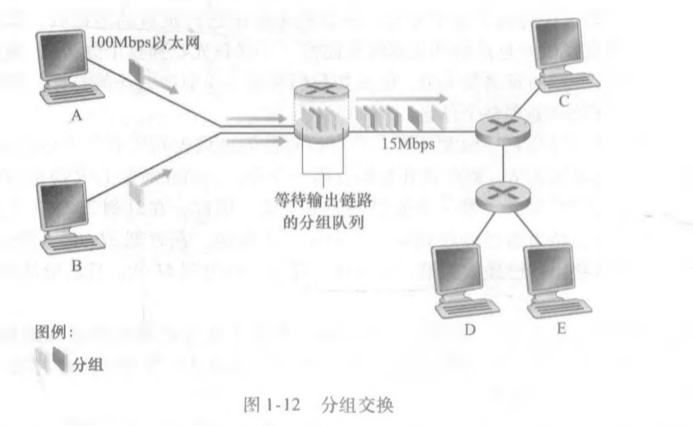 100Mbps以太网
A
C
15Mbps
等待输出链路
的分组队列
B
D
E
图例：
分组
图 1-12 分组交换